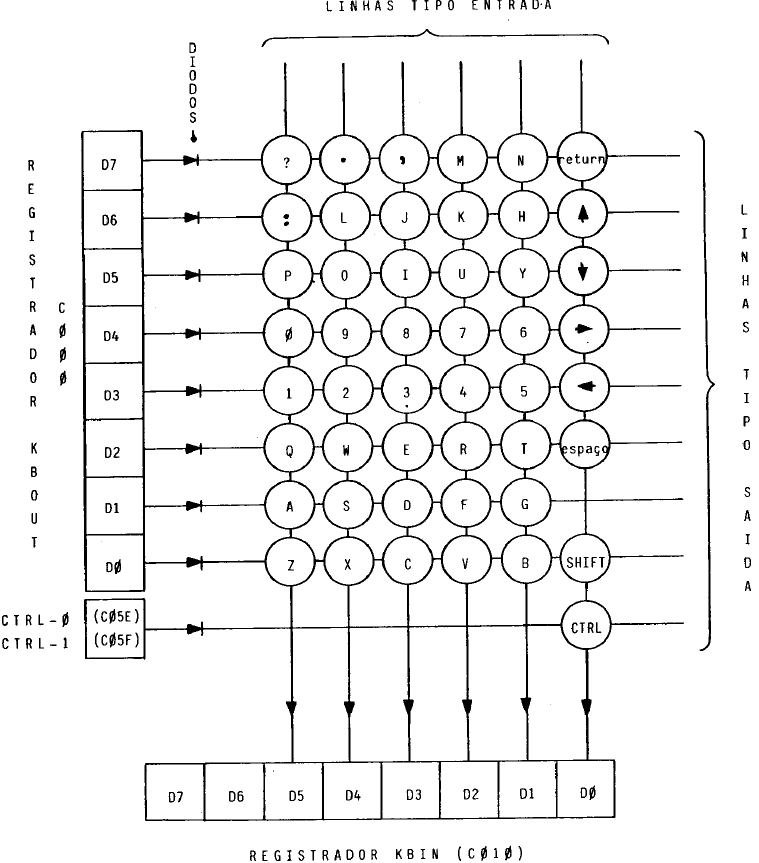 LINHAS TIPO ENTRADA
DIODOS
REGISTRADOR KBOUT
CØØØ
LINHAS TIPO SAIDA
D7 ? . , M N return
D6 : L J K H
D5 P O I U Y
D4 Ø 9 8 7 6
D3 1 2 3 4 5
D2 Q W E R T espaço
D1 A S D F G
DØ Z X C V B SHIFT
CTRL-Ø (CØ5E)
CTRL-1 (CØ5F)
CTRL
D7 D6 D5 D4 D3 D2 D1 DØ
REGISTRADOR KBIN (CØ1Ø)